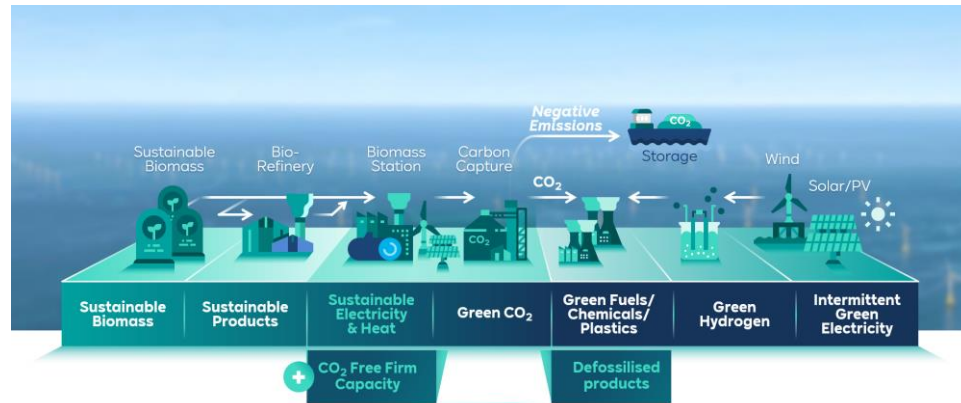 Negative
Emissions
CO₂
Storage
Sustainable
Biomass
Bio-
Refinery
Biomass
Station
Carbon
Capture
CO₂
Wind
Solar/PV
CO₂
Sustainable
Biomass
Sustainable
Products
Sustainable
Electricity
& Heat
Green CO₂
Green Fuels/
Chemicals/
Plastics
Green
Hydrogen
Intermittent
Green
Electricity
+
CO₂ Free Firm
Capacity
Defossilised
products